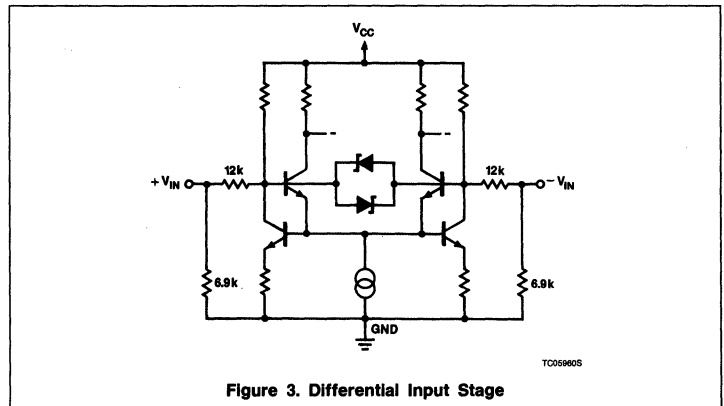 VCC
12k
12k
+ VIN
− VIN
6.9k
6.9k
GND
TC05960S
Figure 3. Differential Input Stage